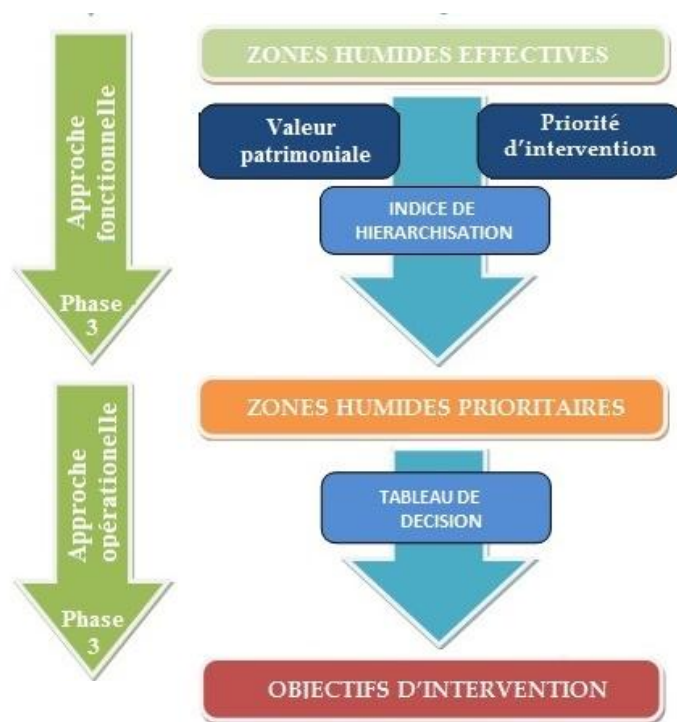 ZONES HUMIDES EFFECTIVES
Approche
fonctionnelle
Phase
3
Valeur
patrimoniale
Priorité
d'intervention
INDICE DE
HIERARCHISATION
ZONES HUMIDES PRIORITAIRES
Approche
opérationelle
Phase
3
TABLEAU DE
DECISION
OBJECTIFS D'INTERVENTION